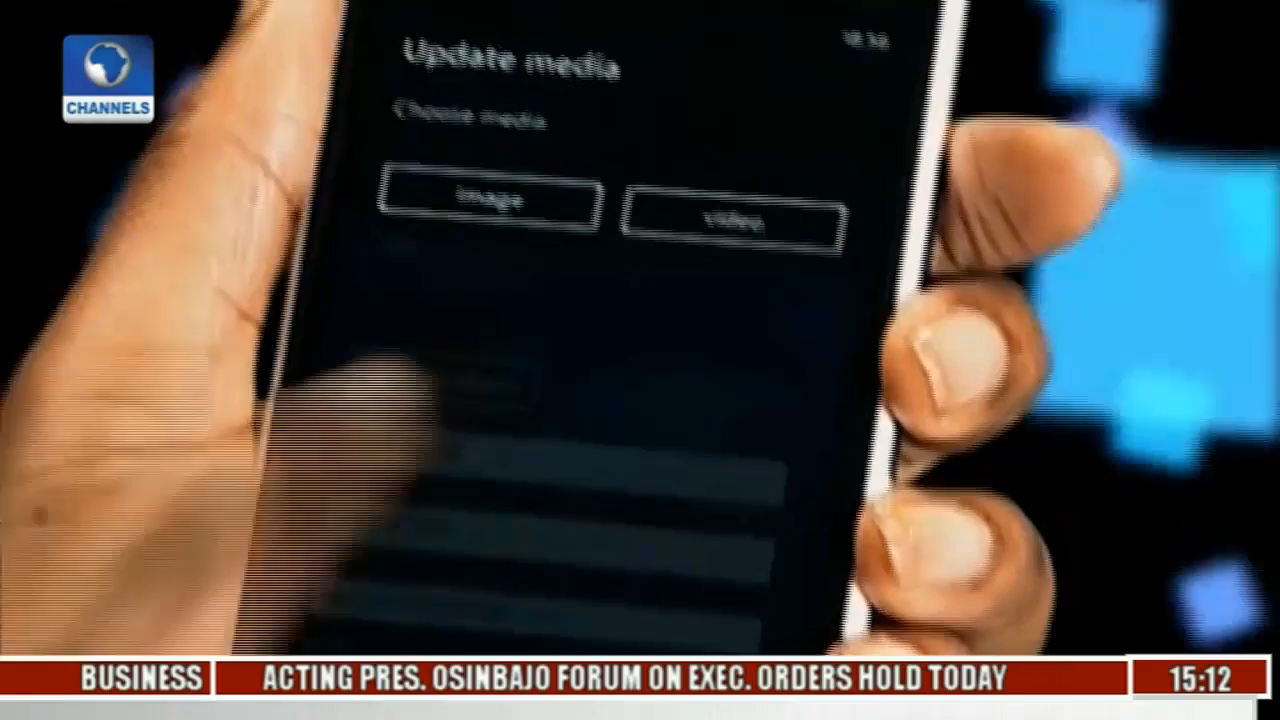 CHANNELS
Update media
Choose media
image
video
BUSINESS
ACTING PRES. OSINBAJO FORUM ON EXEC. ORDERS HOLD TODAY
15:12